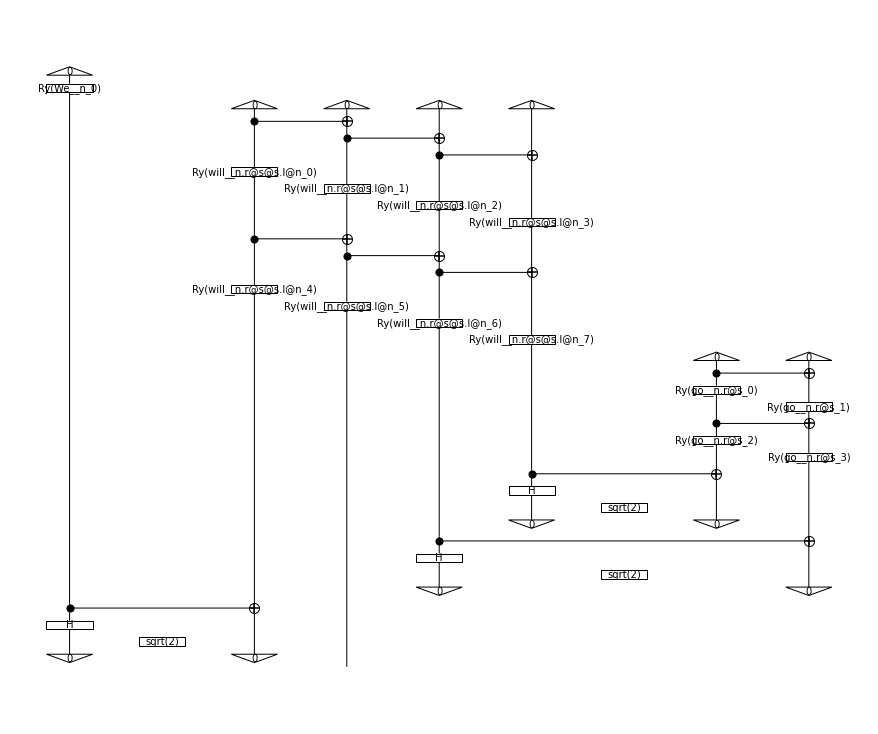 0
Ry(We__n_0)
0 0 0 0
Ry(will__n.r@s@s.l@n_0)
Ry(will__n.r@s@s.l@n_1)
Ry(will__n.r@s@s.l@n_2)
Ry(will__n.r@s@s.l@n_3)
Ry(will__n.r@s@s.l@n_4)
Ry(will__n.r@s@s.l@n_5)
Ry(will__n.r@s@s.l@n_6)
Ry(will__n.r@s@s.l@n_7)
0 0
Ry(go__n.r@s_0)
Ry(go__n.r@s_1)
Ry(go__n.r@s_2)
Ry(go__n.r@s_3)
H
sqrt(2)
0 0
H
sqrt(2)
0 0
H
sqrt(2)
0 0